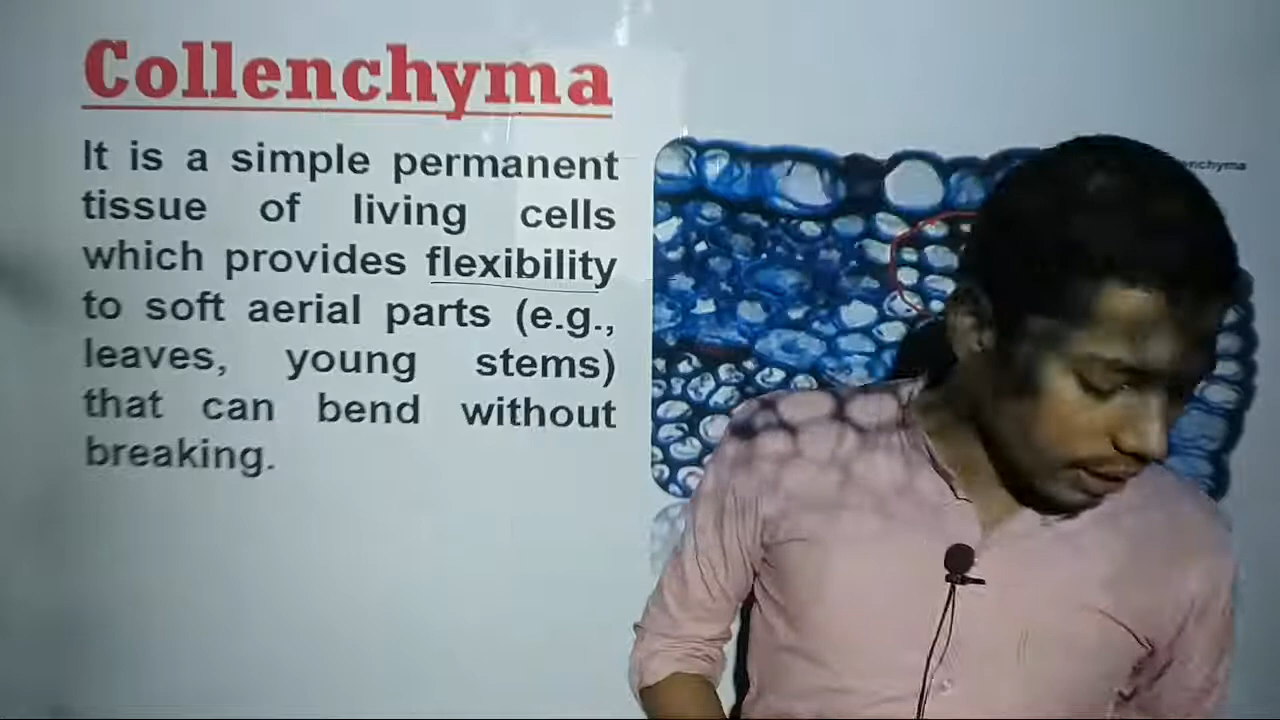 Collenchyma
It is a simple permanent
tissue of living cells
which provides flexibility
to soft aerial parts (e.g.,
leaves, young stems)
that can bend without
breaking.